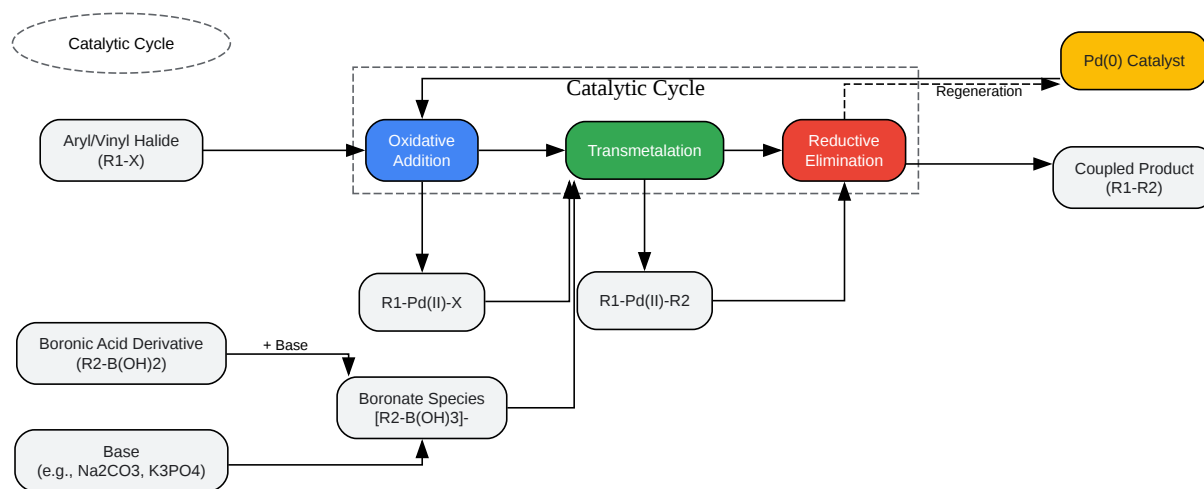 Catalytic Cycle
Pd(0) Catalyst
Catalytic Cycle
Regeneration
Aryl/Vinyl Halide
(R1-X)
Oxidative
Addition
Transmetalation
Reductive
Elimination
Coupled Product
(R1-R2)
R1-Pd(II)-X
R1-Pd(II)-R2
Boronic Acid Derivative
(R2-B(OH)2)
+ Base
Boronate Species
[R2-B(OH)3]-
Base
(e.g., Na2CO3, K3PO4)